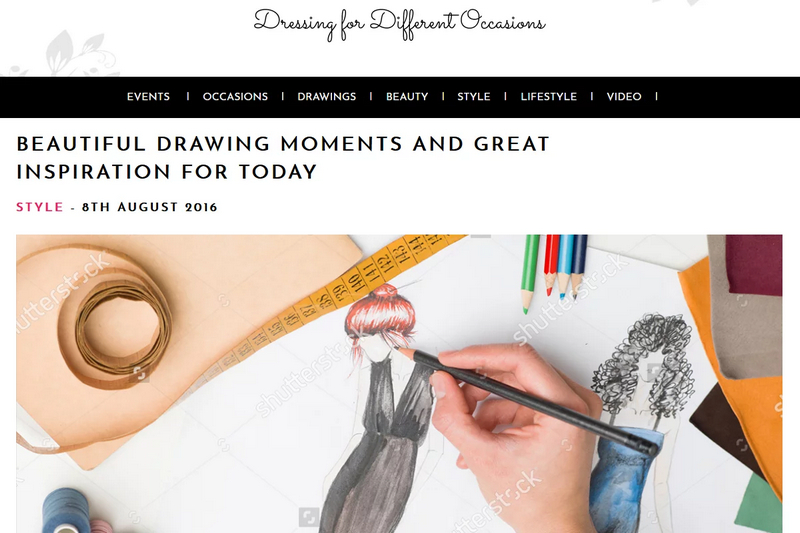 Dressing for Different Occasions
EVENTS | OCCASIONS | DRAWINGS | BEAUTY | STYLE | LIFESTYLE | VIDEO |
BEAUTIFUL DRAWING MOMENTS AND GREAT
INSPIRATION FOR TODAY
STYLE - 8TH AUGUST 2016
shutterstock
shutterstock
shutterstock